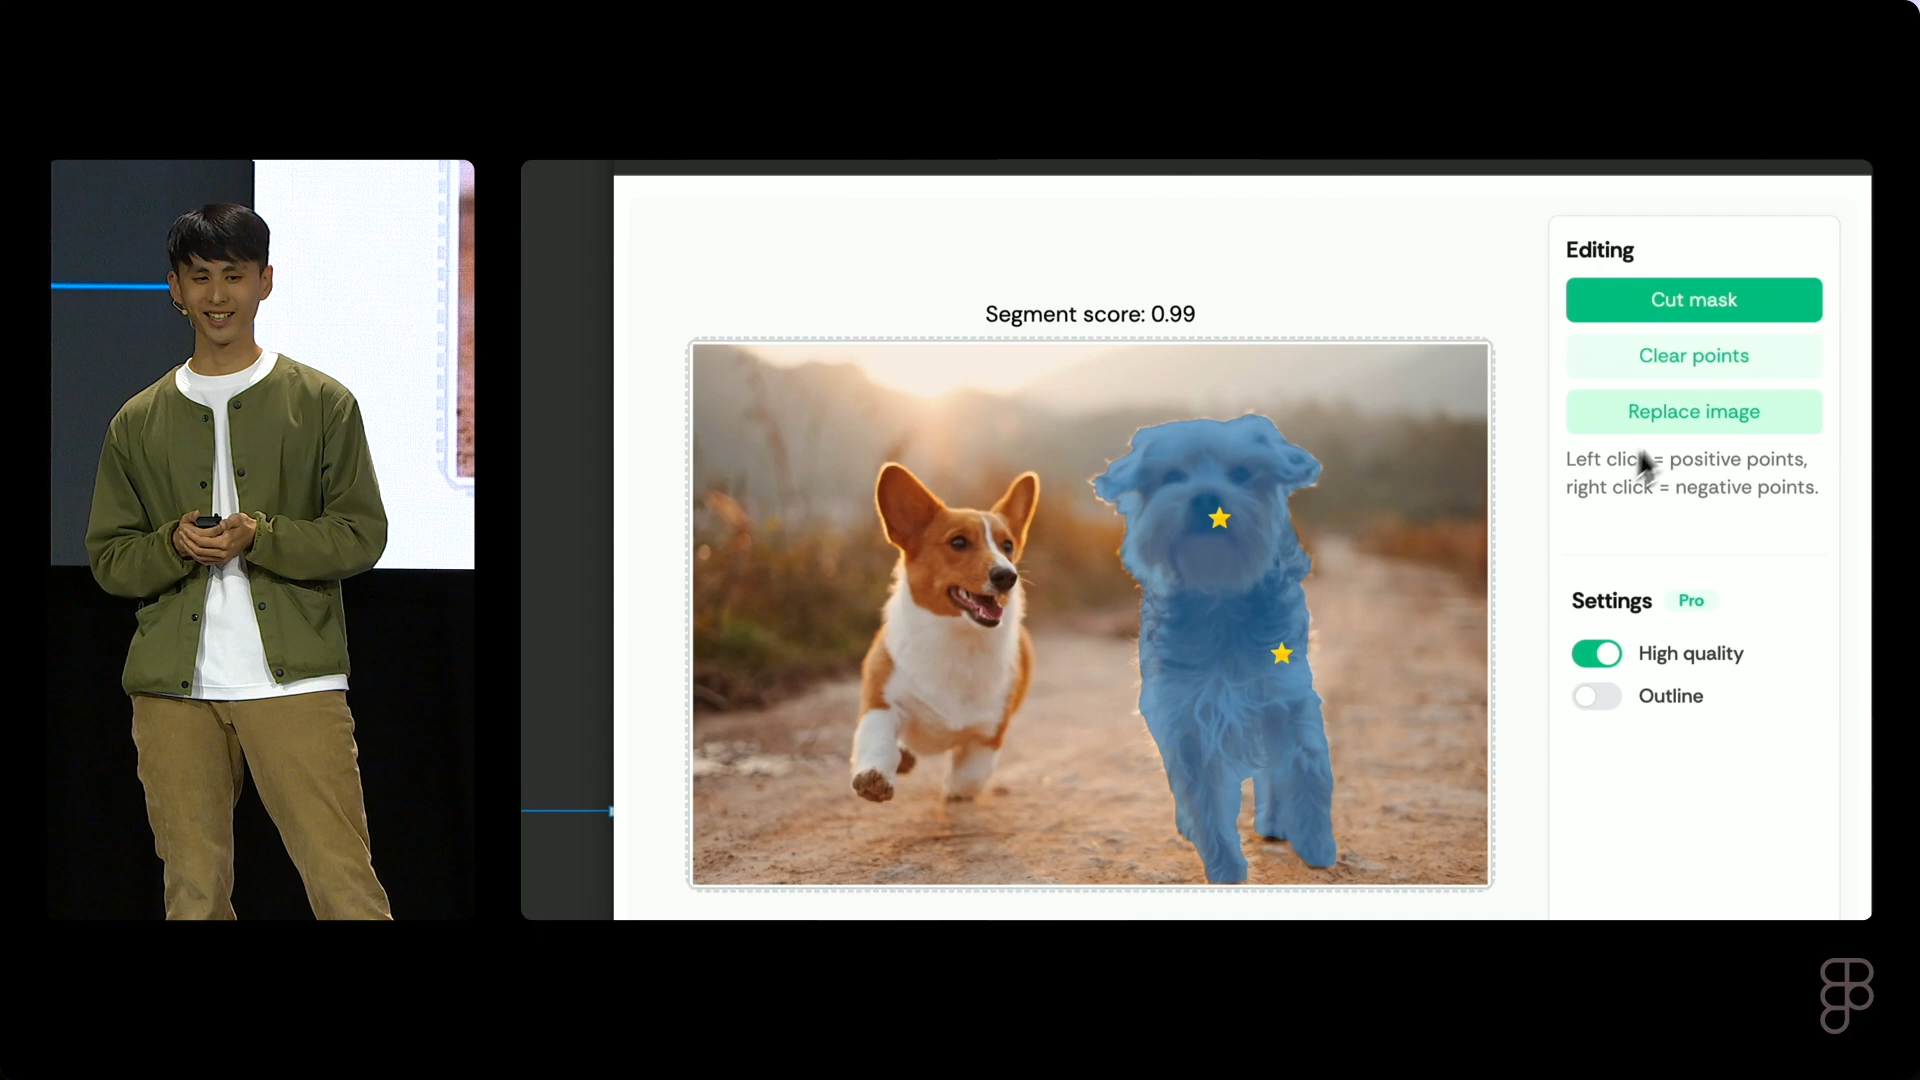 Segment score: 0.99
Editing
Cut mask
Clear points
Replace image
Left click = positive points,
right click = negative points.
Settings Pro
High quality
Outline